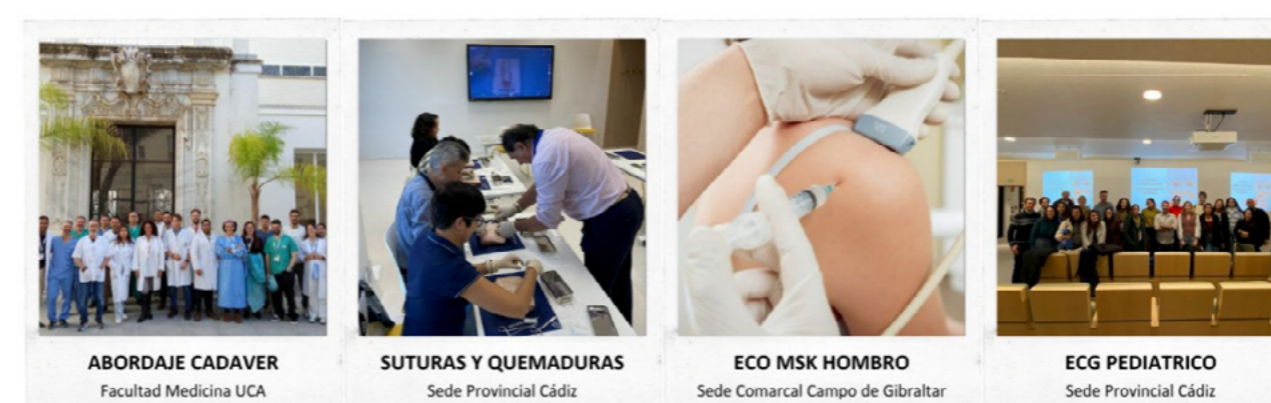 ABORDAJE CADAVER
Facultad Medicina UCA
SUTURAS Y QUEMADURAS
Sede Provincial Cádiz
ECO MSK HOMBRO
Sede Comarcal Campo de Gibraltar
ECG PEDIATRICO
Sede Provincial Cádiz